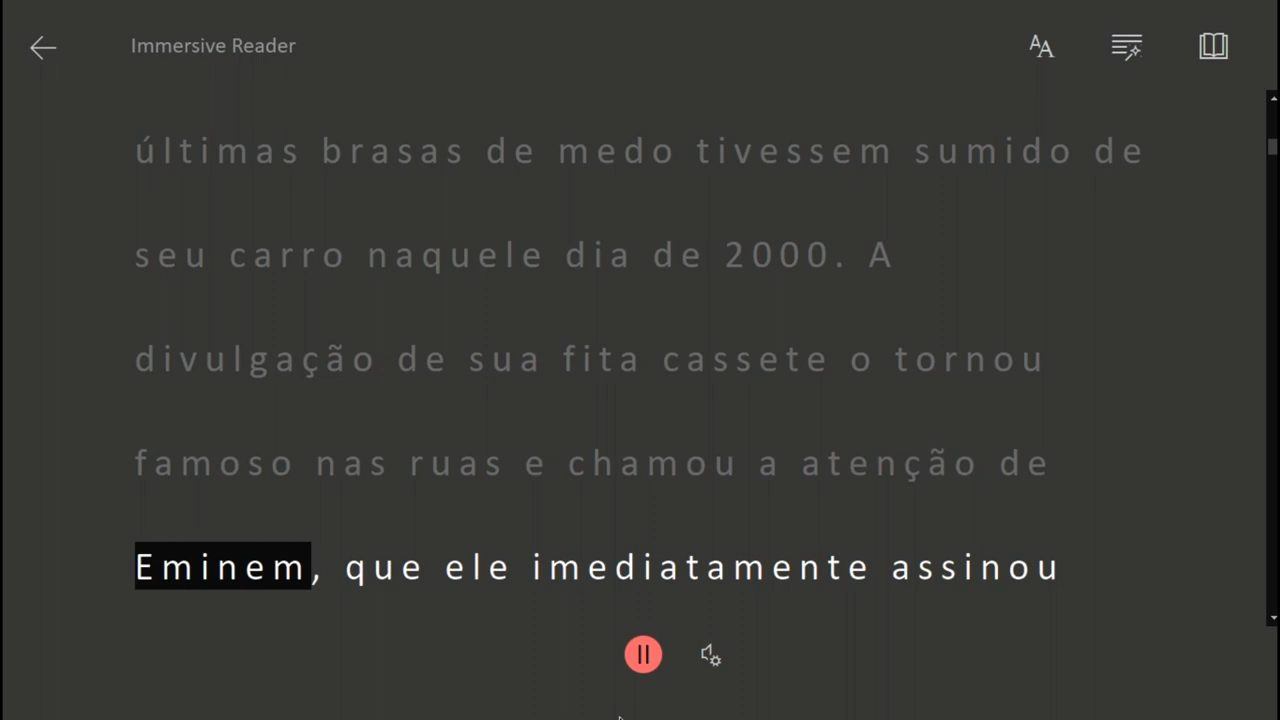 Immersive Reader
últimas brasas de medo tivessem sumido de
seu carro naquele dia de 2000. A
divulgação de sua fita cassete o tornou
famoso nas ruas e chamou a atenção de
Eminem, que ele imediatamente assinou